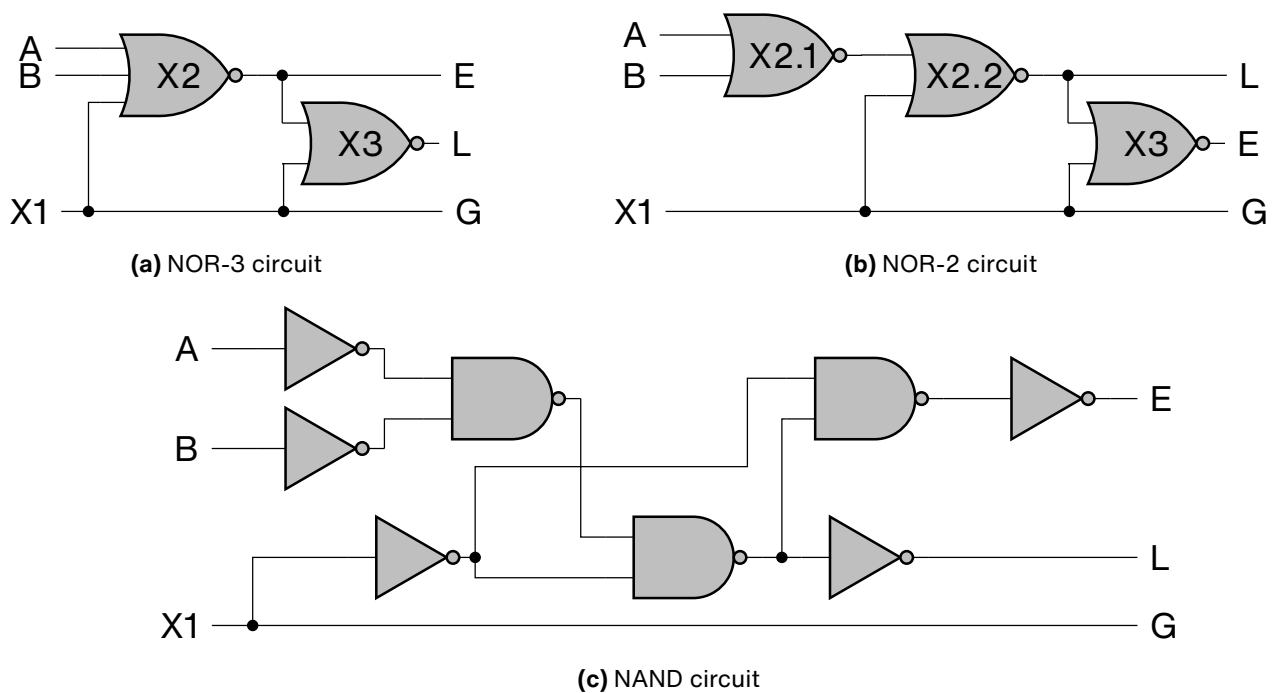 A
B
X2
E
X3
L
X1
G
(a) NOR-3 circuit
A
B
X2.1
X2.2
L
X3
E
X1
G
(b) NOR-2 circuit
A
B
E
L
X1
G
(c) NAND circuit